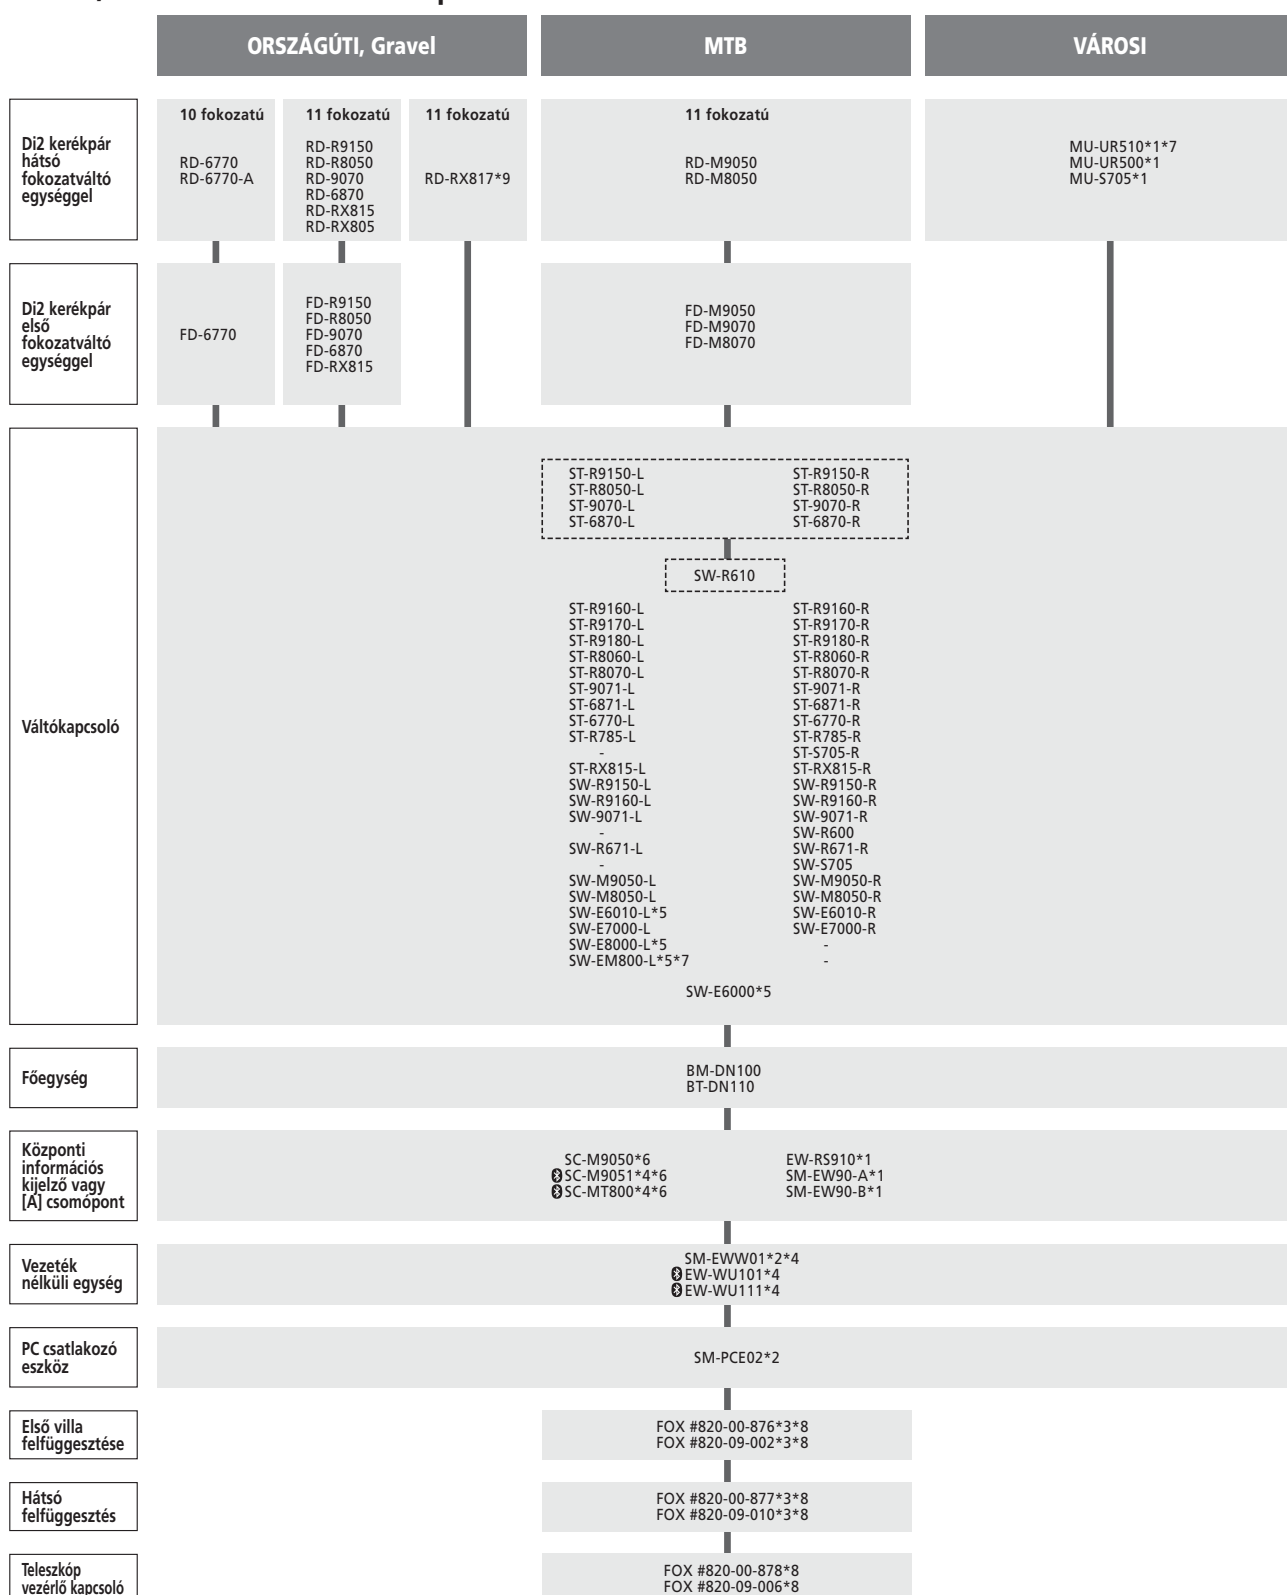 ORSZÁGÚTI, Gravel
MTB
VÁROSI
Di2 kerékpár
hátsó
fokozatváltó
egységgel
10 fokozatú
RD-6770
RD-6770-A
11 fokozatú
RD-R9150
RD-R8050
RD-9070
RD-6870
RD-RX815
RD-RX805
11 fokozatú
RD-RX817*9
11 fokozatú
RD-M9050
RD-M8050
MU-UR510*1*7
MU-UR500*1
MU-S705*1
Di2 kerékpár
első
fokozatváltó
egységgel
FD-6770
FD-R9150
FD-R8050
FD-9070
FD-6870
FD-RX815
FD-M9050
FD-M9070
FD-M8070
Váltókapcsoló
ST-R9150-L ST-R9150-R
ST-R8050-L ST-R8050-R
ST-9070-L ST-9070-R
ST-6870-L ST-6870-R
SW-R610
ST-R9160-L ST-R9160-R
ST-R9170-L ST-R9170-R
ST-R9180-L ST-R9180-R
ST-R8060-L ST-R8060-R
ST-R8070-L ST-R8070-R
ST-9071-L ST-9071-R
ST-6871-L ST-6871-R
ST-6770-L ST-6770-R
ST-R785-L ST-R785-R
- ST-S705-R
ST-RX815-L ST-RX815-R
SW-R9150-L SW-R9150-R
SW-R9160-L SW-R9160-R
SW-9071-L SW-9071-R
- SW-R600
SW-R671-L SW-R671-R
- SW-S705
SW-M9050-L SW-M9050-R
SW-M8050-L SW-M8050-R
SW-E6010-L*5 SW-E6010-R
SW-E7000-L SW-E7000-R
SW-E8000-L*5 -
SW-EM800-L*5*7 -
SW-E6000*5
Főegység
BM-DN100
BT-DN110
Központi
információs
kijelző vagy
[A] csomópont
SC-M9050*6 EW-RS910*1
SC-M9051*4*6 SM-EW90-A*1
SC-MT800*4*6 SM-EW90-B*1
Vezeték
nélküli egység
SM-EWW01*2*4
EW-WU101*4
EW-WU111*4
PC csatlakozó
eszköz
SM-PCE02*2
Első villa
felfüggesztése
FOX #820-00-876*3*8
FOX #820-09-002*3*8
Hátsó
felfüggesztés
FOX #820-00-877*3*8
FOX #820-09-010*3*8
Teleszkóp
vezérlő kapcsoló
FOX #820-00-878*8
FOX #820-09-006*8